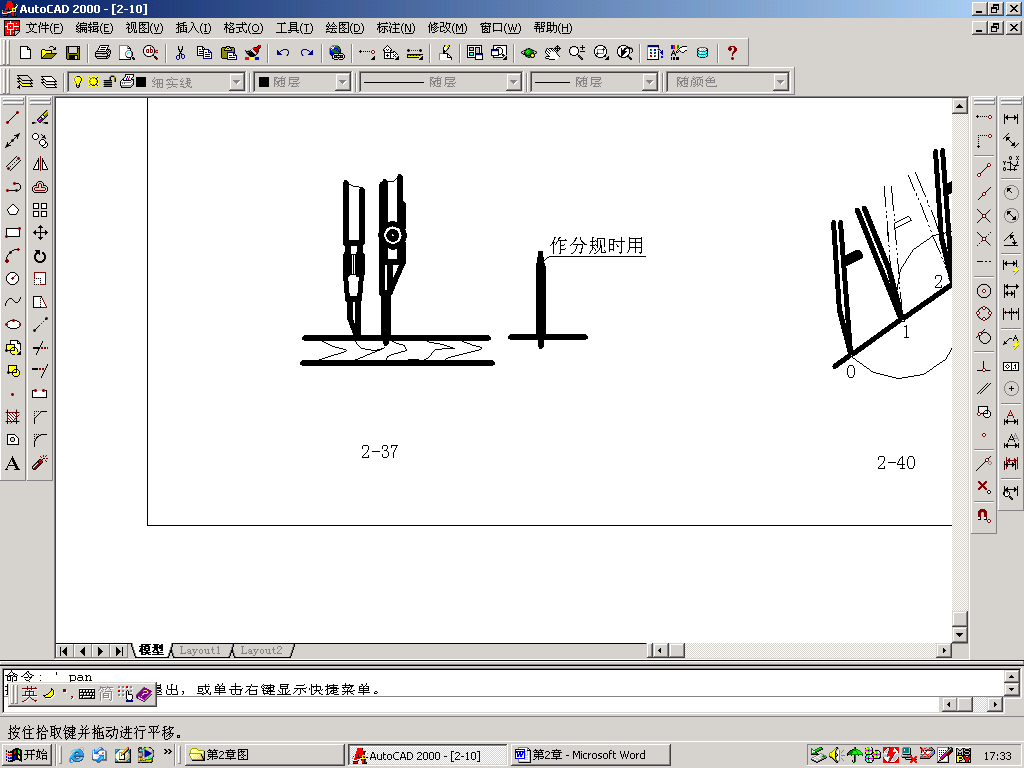 AutoCAD 2000 - [2-10]
文件(F) 编辑(E) 视图(V) 插入(I) 格式(O) 工具(T) 绘图(D) 标注(N) 修改(M) 窗口(W) 帮助(H)
细实线 随层 随层 随层 随颜色
作分规时用
2
1
0
2-37
2-40
模型 Layout1 Layout2
命令: '_pan
英 简 出, 或单击右键显示快捷菜单。
按住拾取键并拖动进行平移。
开始 第2章图 AutoCAD 2000 - [2-10] 第2章 - Microsoft Word 17:33